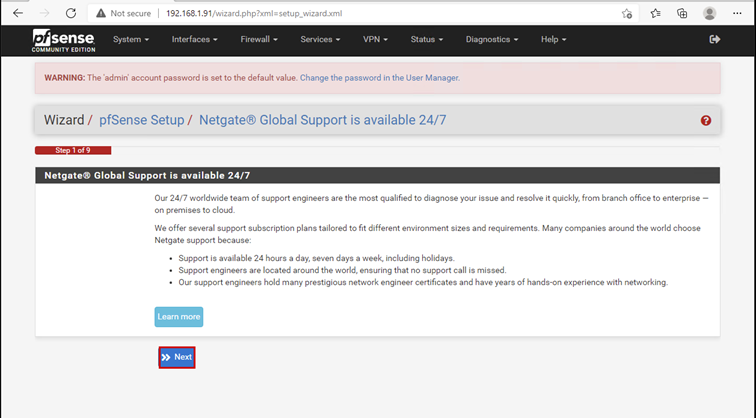 Not secure | 192.168.1.91/wizard.php?xml=setup_wizard.xml
pfsense
COMMUNITY EDITION
System Interfaces Firewall Services VPN Status Diagnostics Help
WARNING: The 'admin' account password is set to the default value. Change the password in the User Manager.
Wizard / pfSense Setup / Netgate® Global Support is available 24/7
Step 1 of 9
Netgate® Global Support is available 24/7
Our 24/7 worldwide team of support engineers are the most qualified to diagnose your issue and resolve it quickly, from branch office to enterprise —
on premises to cloud.
We offer several support subscription plans tailored to fit different environment sizes and requirements. Many companies around the world choose
Netgate support because:
• Support is available 24 hours a day, seven days a week, including holidays.
• Support engineers are located around the world, ensuring that no support call is missed.
• Our support engineers hold many prestigious network engineer certificates and have years of hands-on experience with networking.
Learn more
Next